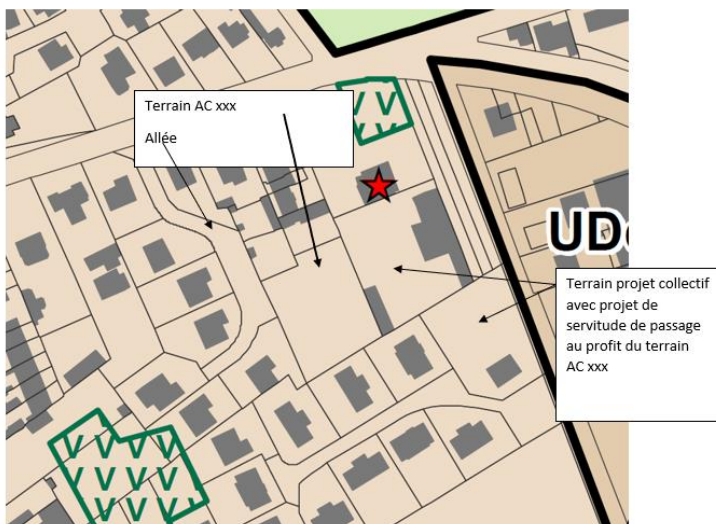 Terrain AC xxx
Allée
V V
V V
UD
Terrain projet collectif
avec projet de
servitude de passage
au profit du terrain
AC xxx
V V V
V V V
V V V